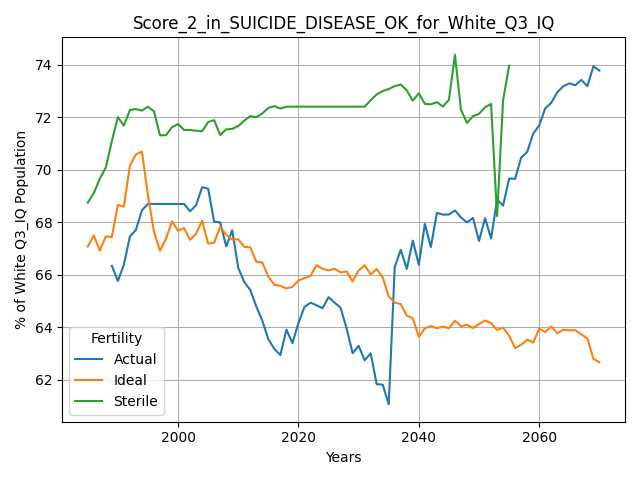 Score_2_in_SUICIDE_DISEASE_OK_for_White_Q3_IQ
% of White Q3_IQ Population
74
72
70
68
66
64
62
Fertility
Actual
Ideal
Sterile
2000
2020
2040
2060
Years